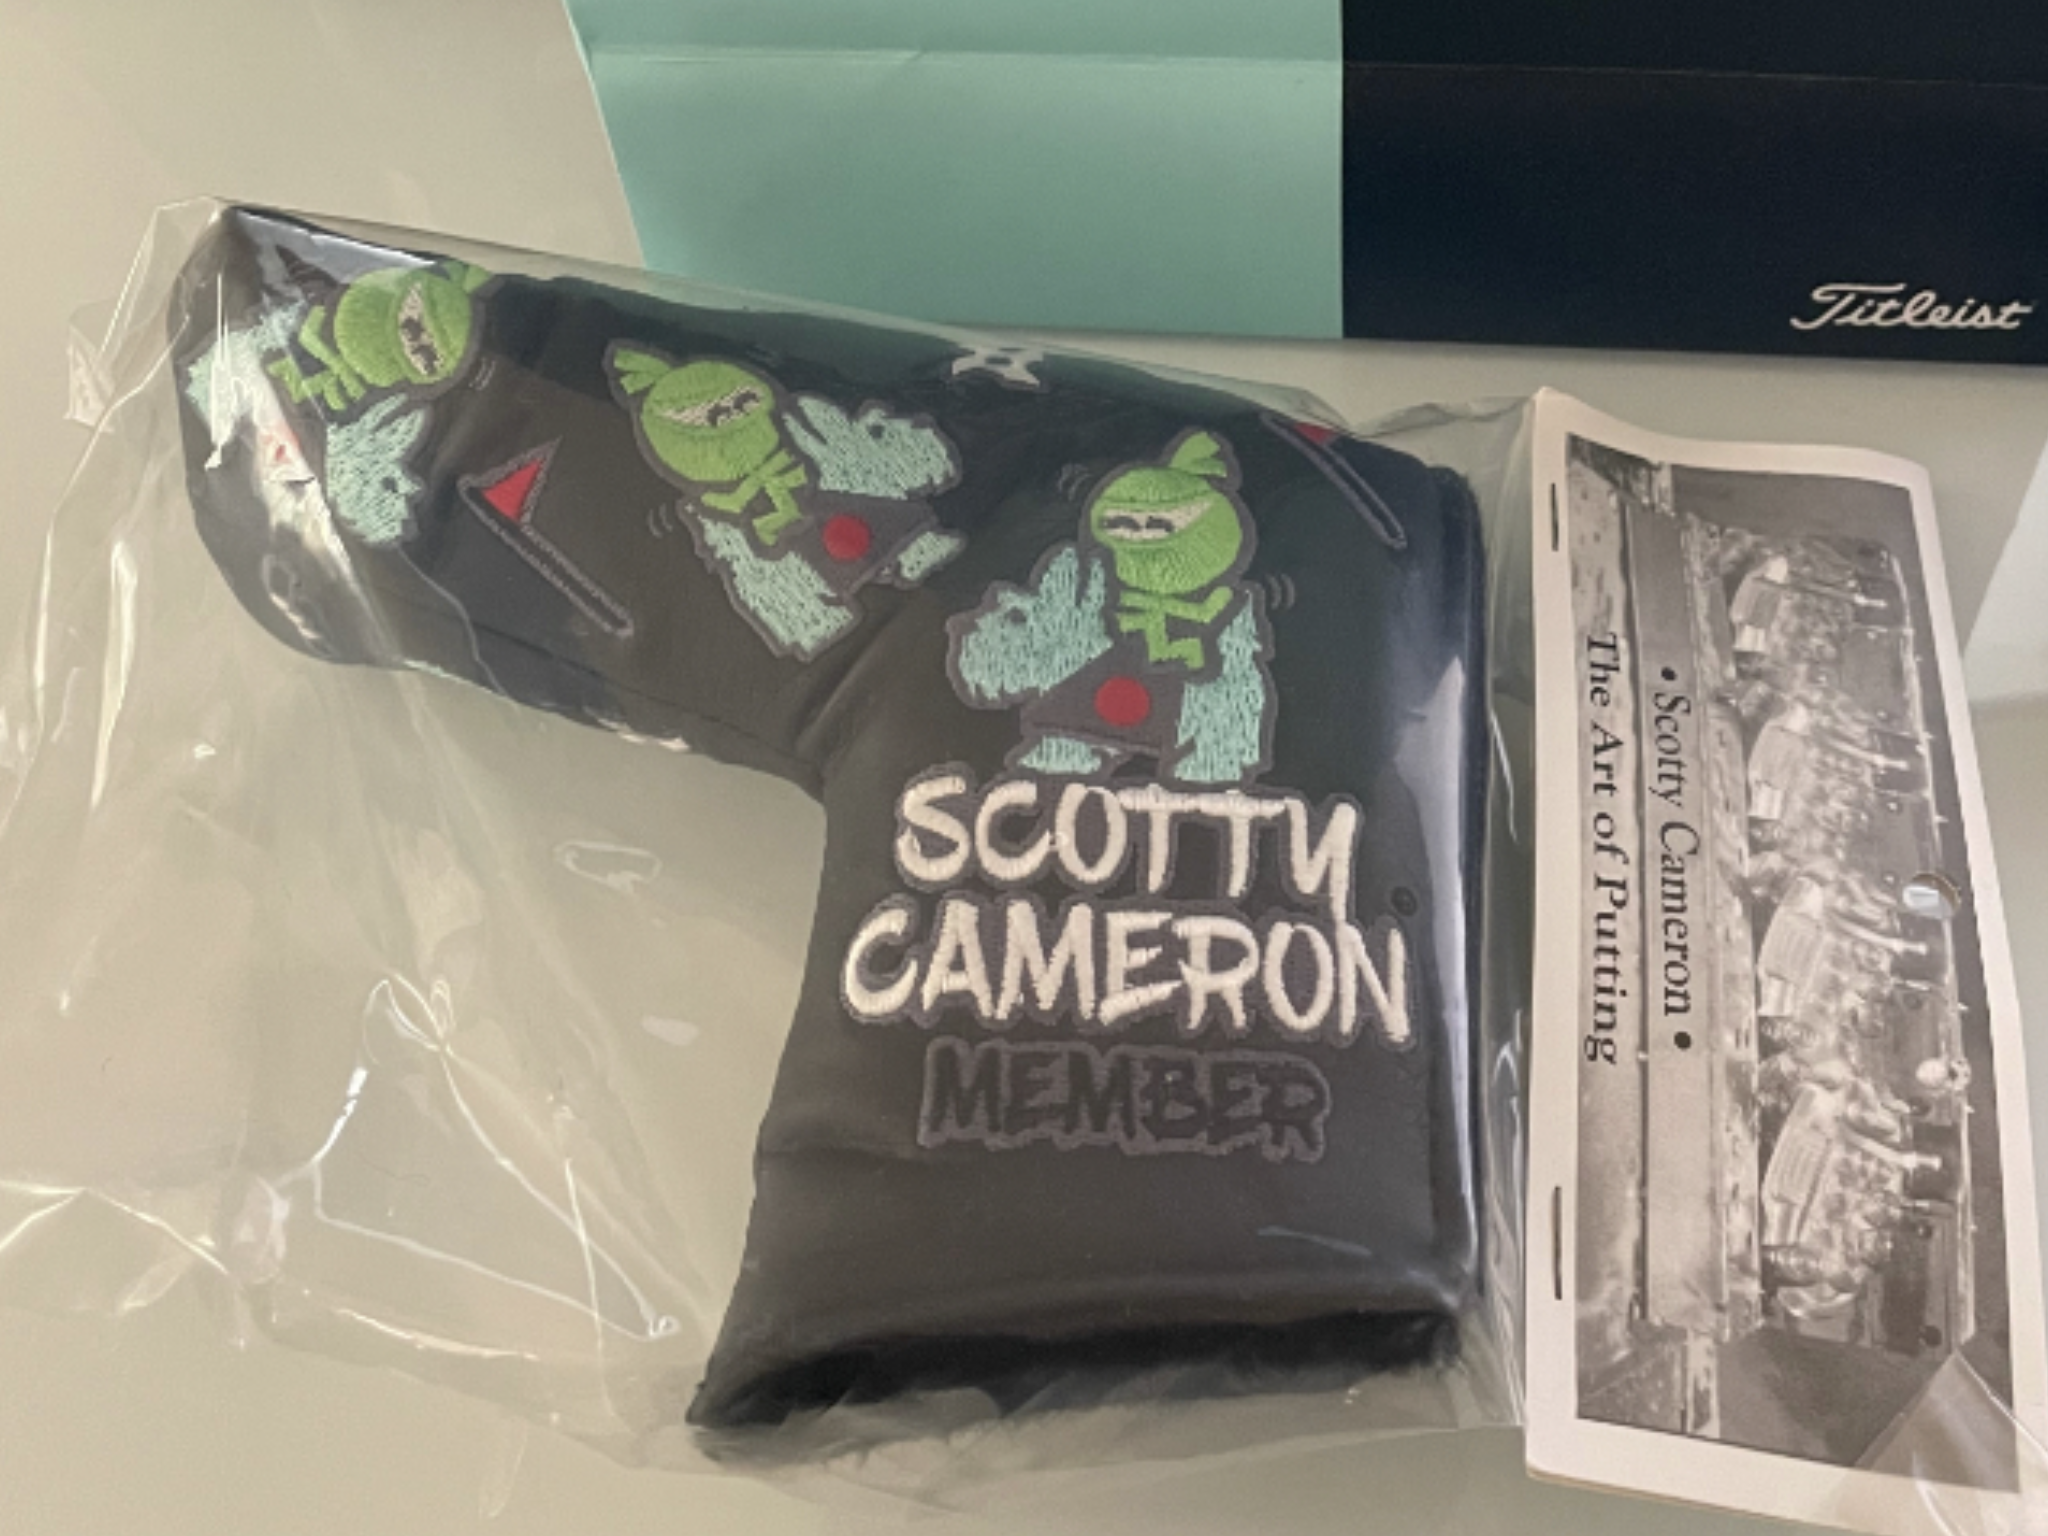 Titleist
SCOTTY
CAMERON
MEMBER
• Scotty Cameron •
The Art of Putting